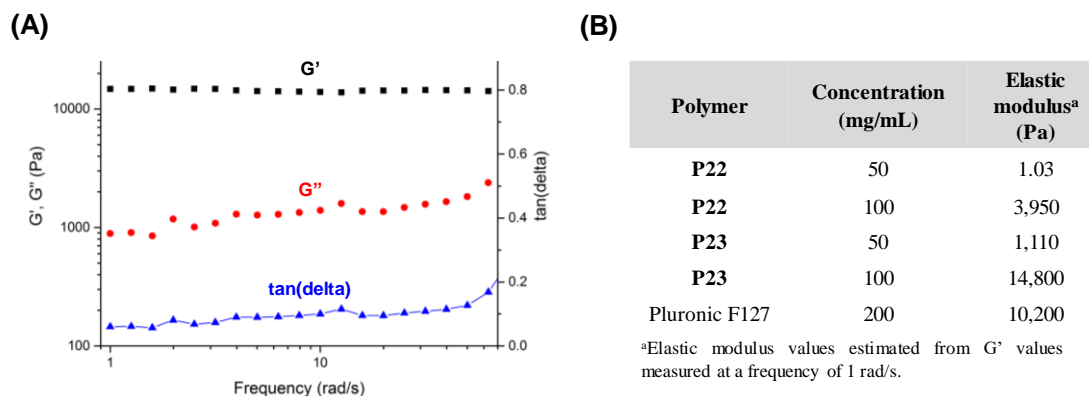 (A)
G'
G"
tan(delta)
10000
1000
100
G', G" (Pa)
0.8
0.6
0.4
0.2
0.0
tan(delta)
1
10
Frequency (rad/s)
(B)
Polymer Concentration (mg/mL) Elastic modulusᵃ (Pa)
P22 50 1.03
P22 100 3,950
P23 50 1,110
P23 100 14,800
Pluronic F127 200 10,200
ᵃElastic modulus values estimated from G' values
measured at a frequency of 1 rad/s.